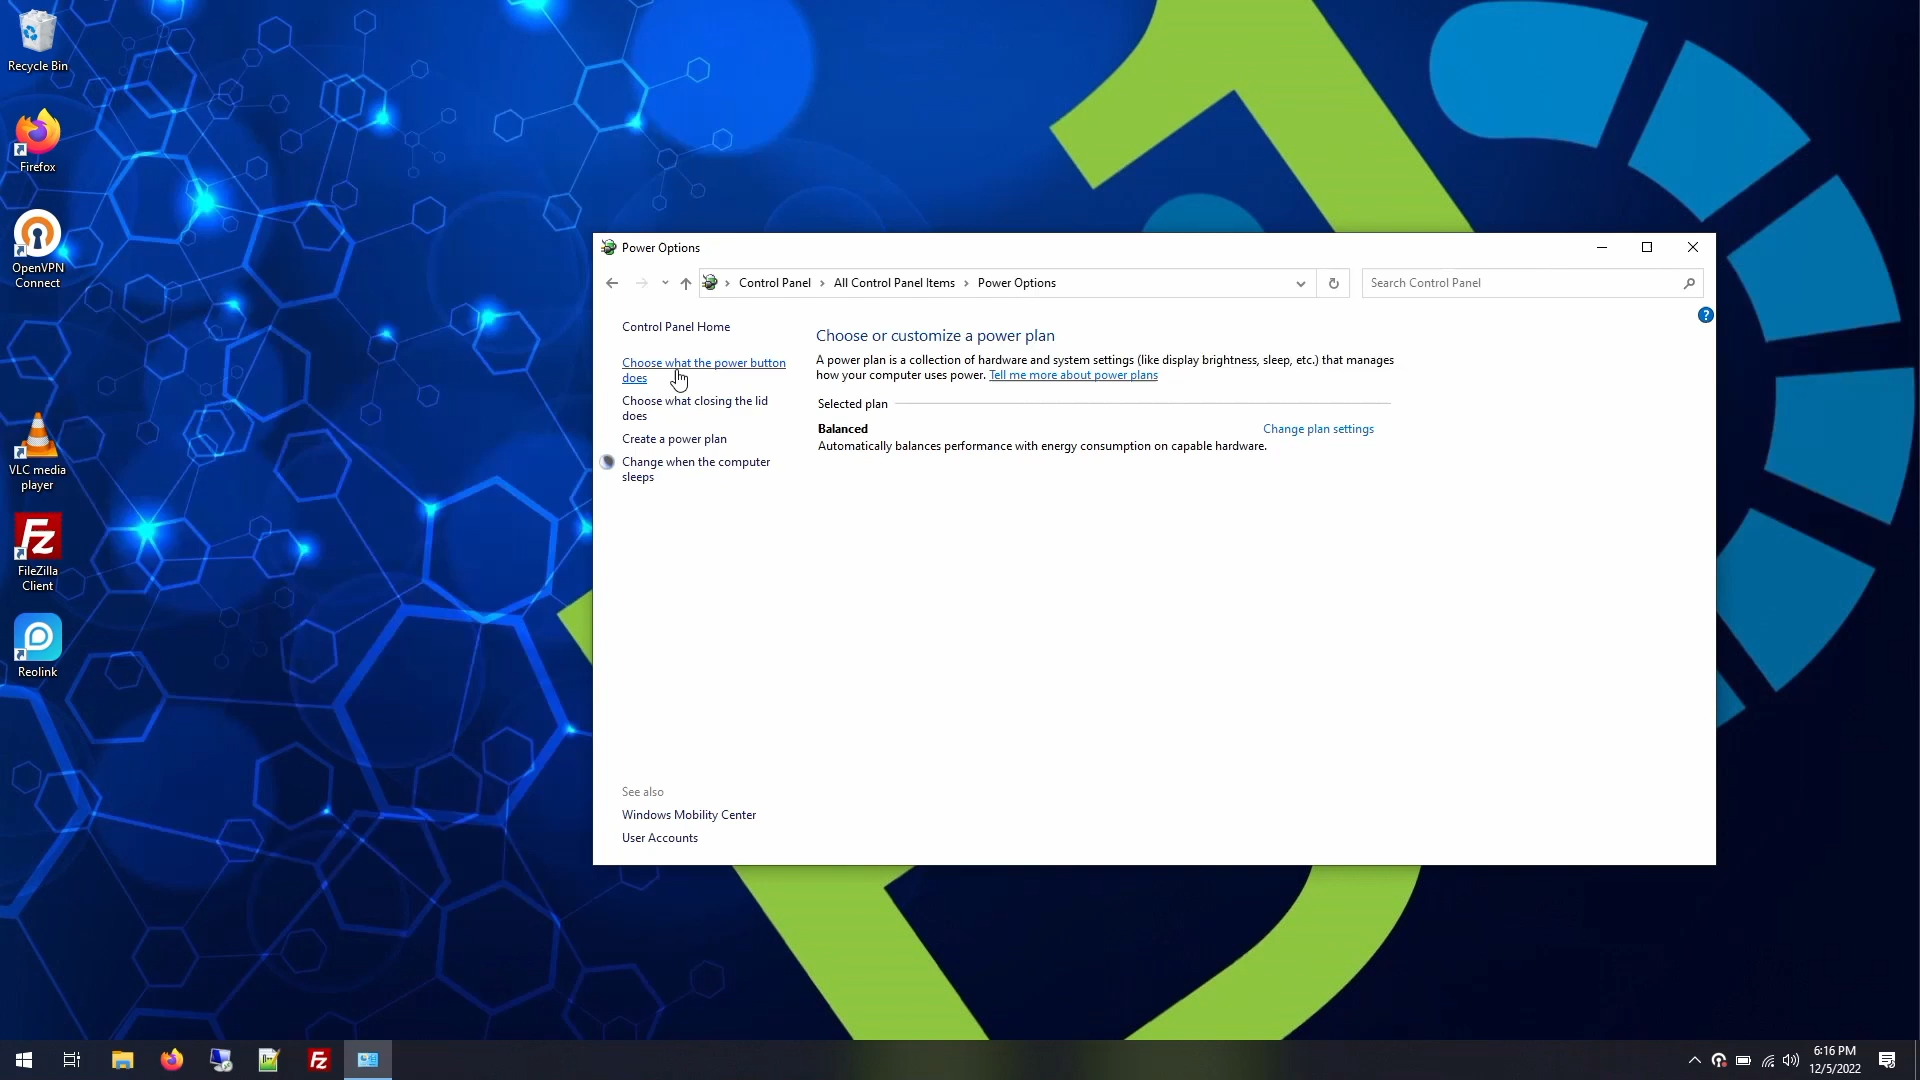 Recycle Bin
Firefox
OpenVPN
Connect
VLC media
player
FileZilla
Client
Reolink
Power Options
Control Panel
All Control Panel Items
Power Options
Search Control Panel
?
Control Panel Home
Choose what the power button
does
Choose what closing the lid
does
Create a power plan
Change when the computer
sleeps
See also
Windows Mobility Center
User Accounts
Choose or customize a power plan
A power plan is a collection of hardware and system settings (like display brightness, sleep, etc.) that manages
how your computer uses power. Tell me more about power plans
Selected plan
Balanced
Change plan settings
Automatically balances performance with energy consumption on capable hardware.
6:16 PM
12/5/2022